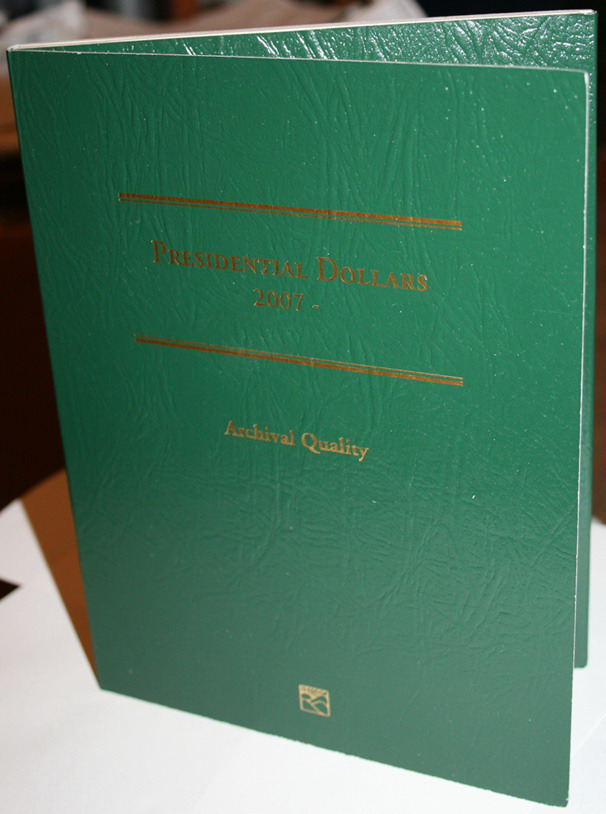 Presidential Dollars
2007 -
Archival Quality